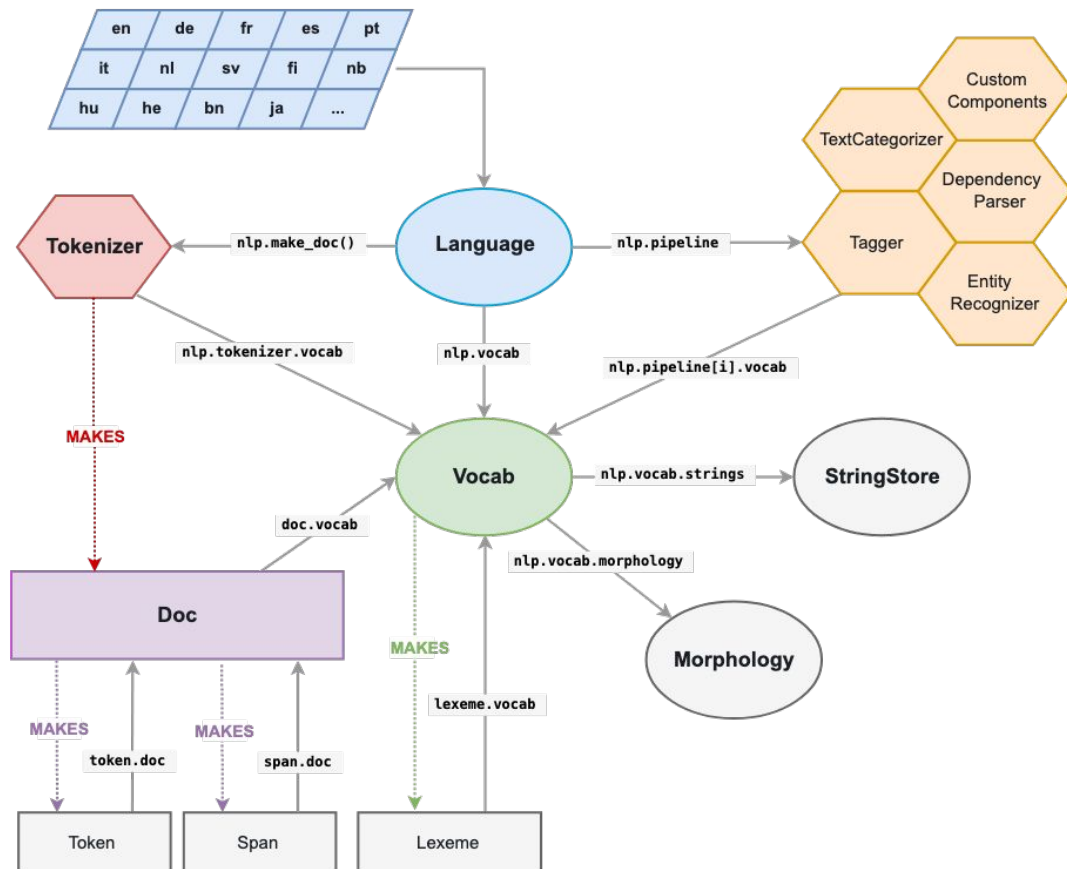 en de fr es pt
it nl sv fi nb
hu he bn ja ...
Custom
Components
TextCategorizer
Dependency
Parser
Tagger
Entity
Recognizer
Tokenizer
nlp.make_doc()
Language
nlp.pipeline
nlp.tokenizer.vocab
nlp.vocab
nlp.pipeline[i].vocab
MAKES
Vocab
nlp.vocab.strings
StringStore
doc.vocab
nlp.vocab.morphology
Doc
MAKES
Morphology
lexeme.vocab
MAKES
MAKES
token.doc
span.doc
Token
Span
Lexeme